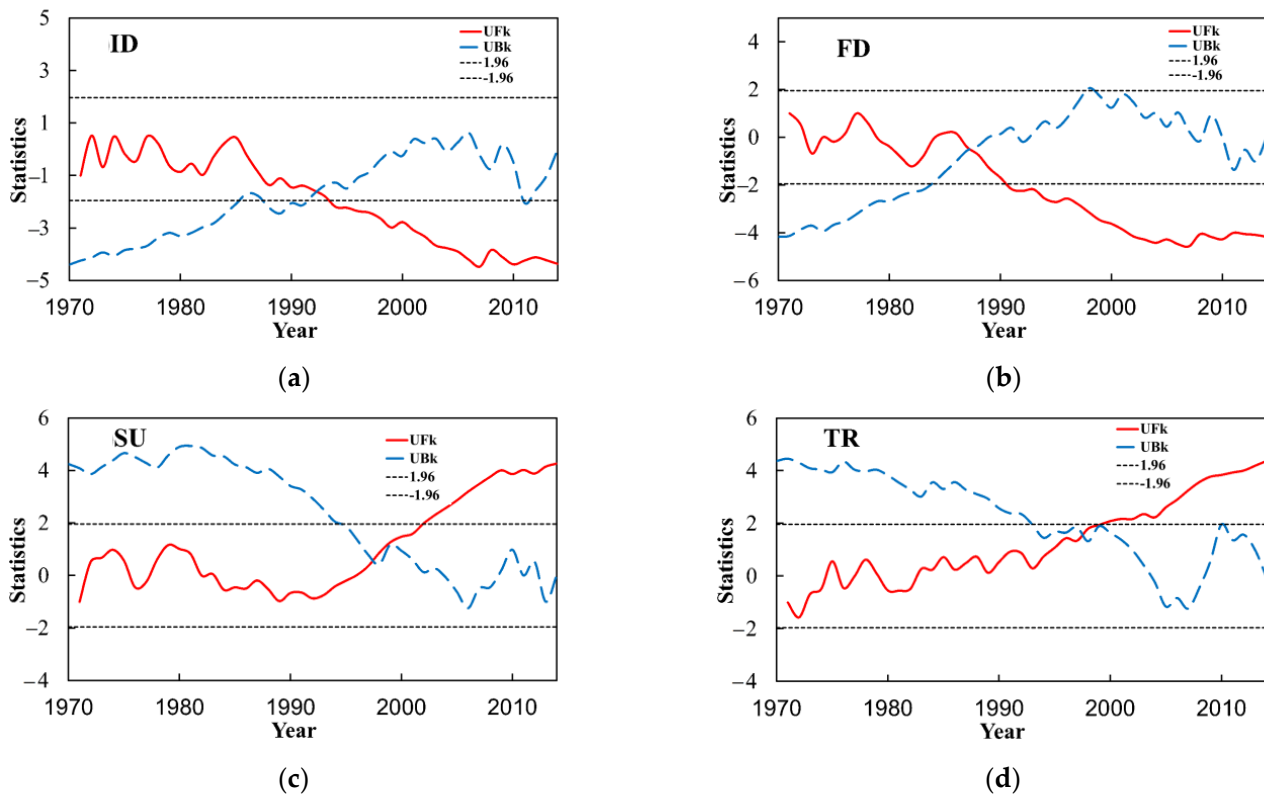 ID
UFk
UBk
1.96
-1.96
5
3
1
−1
−3
−5
Statistics
1970
1980
1990
2000
2010
Year
(a)
FD
UFk
UBk
1.96
-1.96
4
2
0
−2
−4
−6
Statistics
1970
1980
1990
2000
2010
Year
(b)
SU
UFk
UBk
1.96
-1.96
6
4
2
0
−2
−4
Statistics
1970
1980
1990
2000
2010
Year
(c)
TR
UFk
UBk
1.96
-1.96
6
4
2
0
−2
−4
Statistics
1970
1980
1990
2000
2010
Year
(d)